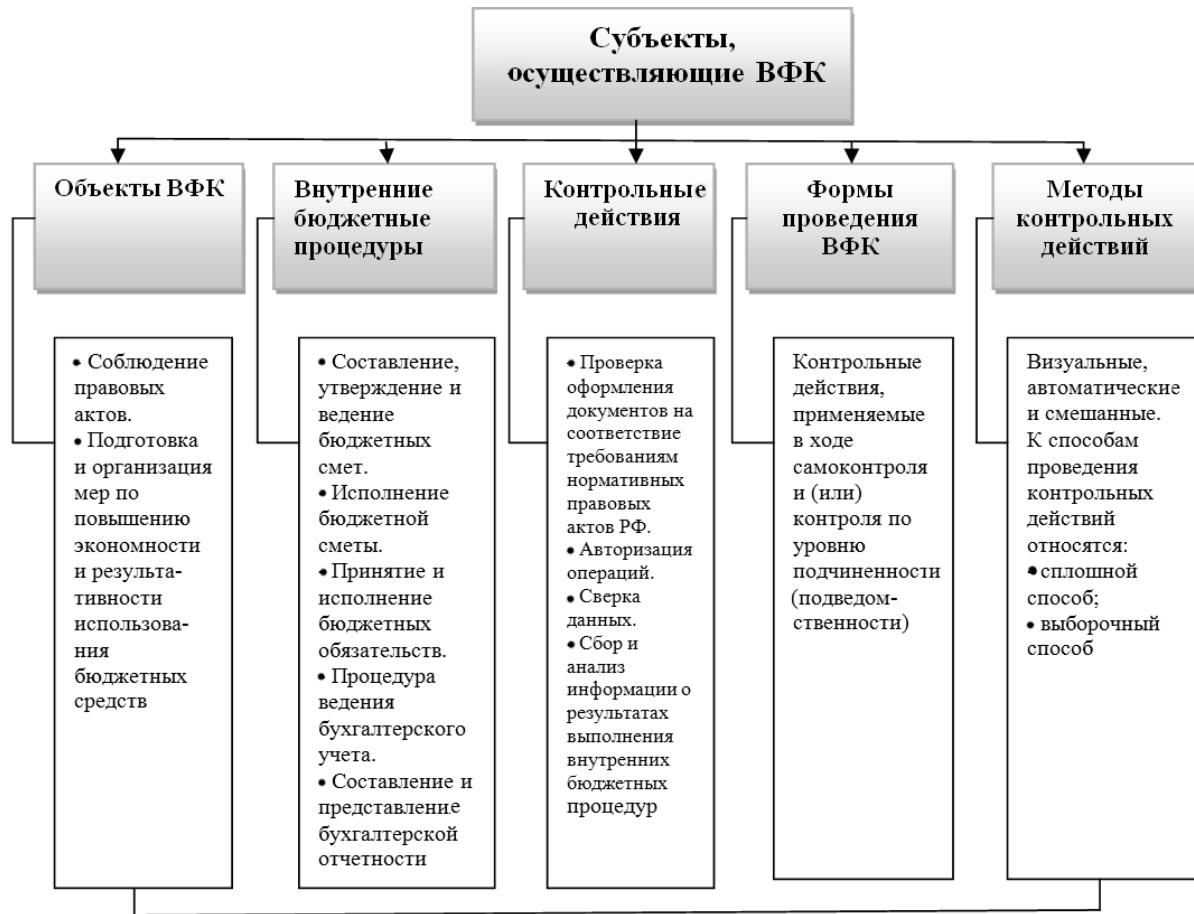 Субъекты,
осуществляющие ВФК
Объекты ВФК
Внутренние
бюджетные
процедуры
Контрольные
действия
Формы
проведения
ВФК
Методы
контрольных
действий
• Соблюдение
правовых
актов.
• Подготовка
и организация
мер по
повышению
экономности
и результа-
тивности
использова-
ния
бюджетных
средств
• Составление,
утверждение и
ведение
бюджетных
смет.
• Исполнение
бюджетной
сметы.
• Принятие и
исполнение
бюджетных
обязательств.
• Процедура
ведения
бухгалтерского
учета.
• Составление и
представление
бухгалтерской
отчетности
• Проверка
оформления
документов на
соответствие
требованиям
нормативных
правовых
актов РФ.
• Авторизация
операций.
• Сверка
данных.
• Сбор и
анализ
информации о
результатах
выполнения
внутренних
бюджетных
процедур
Контрольные
действия,
применяемые
в ходе
самоконтроля
и (или)
контроля по
уровню
подчиненности
(подведом-
ственности)
Визуальные,
автоматические
и смешанные.
К способам
проведения
контрольных
действий
относятся:
• сплошной
способ;
• выборочный
способ